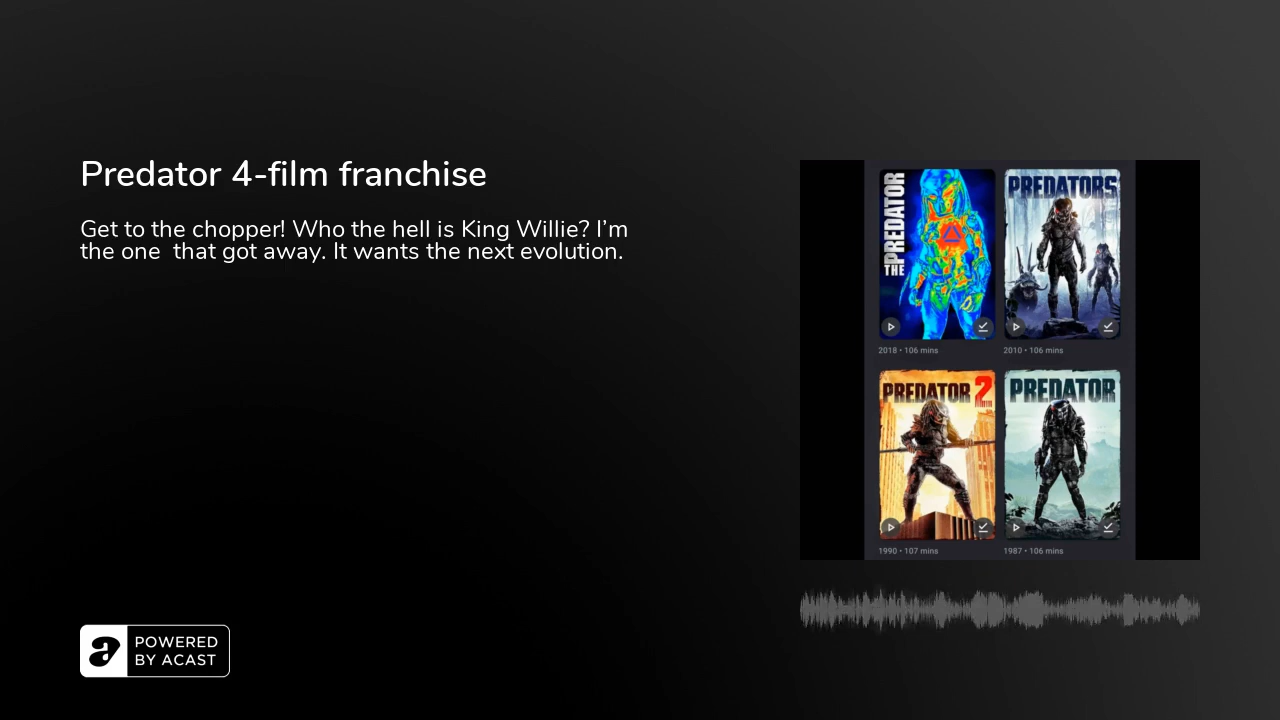 Predator 4-film franchise
Get to the chopper! Who the hell is King Willie? I’m
the one  that got away. It wants the next evolution.
THE PREDATOR
PREDATORS
2018 • 106 mins
2010 • 106 mins
PREDATOR 2
PREDATOR
1990 • 107 mins
1987 • 106 mins
a POWERED
BY ACAST